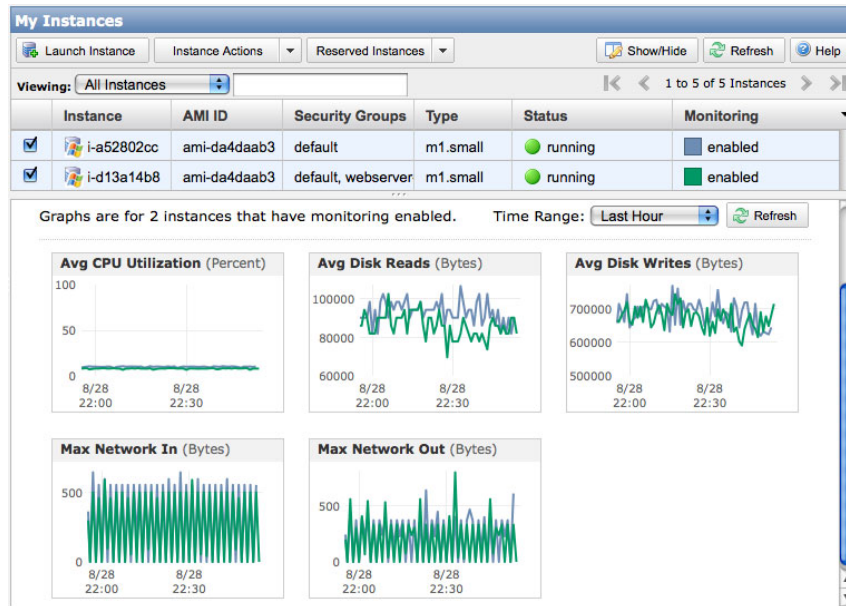 My Instances
Launch Instance Instance Actions Reserved Instances Show/Hide Refresh Help
Viewing: All Instances 1 to 5 of 5 Instances
Instance AMI ID Security Groups Type Status Monitoring
i-a52802cc ami-da4daab3 default m1.small running enabled
i-d13a14b8 ami-da4daab3 default, webserver m1.small running enabled
Graphs are for 2 instances that have monitoring enabled. Time Range: Last Hour Refresh
Avg CPU Utilization (Percent) Avg Disk Reads (Bytes) Avg Disk Writes (Bytes)
100
50
0
8/28 8/28
22:00 22:30
100000
80000
60000
8/28 8/28
22:00 22:30
700000
600000
500000
8/28 8/28
22:00 22:30
Max Network In (Bytes) Max Network Out (Bytes)
500
0
8/28 8/28
22:00 22:30
500
0
8/28 8/28
22:00 22:30